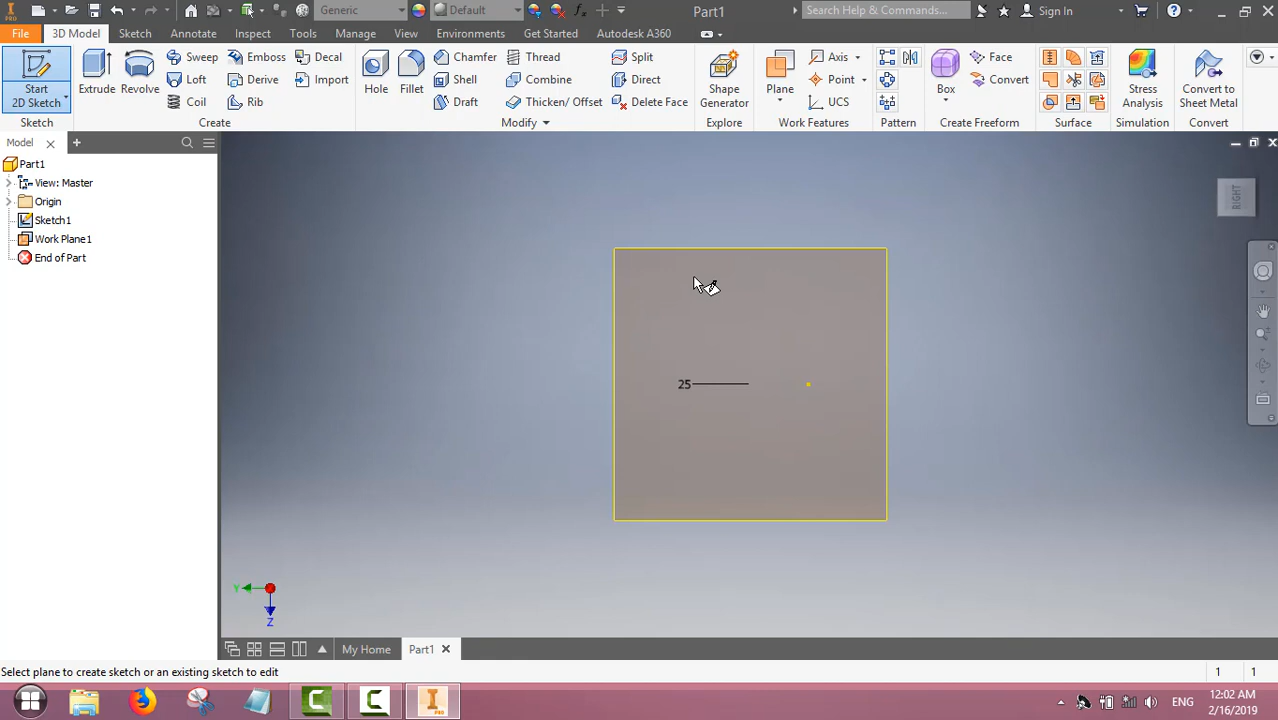 PRO
Generic
Default
Part1
Search Help & Commands...
Sign In
File
3D Model
Sketch
Annotate
Inspect
Tools
Manage
View
Environments
Get Started
Autodesk A360
Start
2D Sketch
Sketch
Extrude
Revolve
Sweep
Loft
Coil
Emboss
Derive
Rib
Decal
Import
Create
Hole
Fillet
Chamfer
Shell
Draft
Thread
Combine
Thicken/ Offset
Split
Direct
Delete Face
Modify
Shape
Generator
Explore
Plane
Axis
Point
UCS
Work Features
Pattern
Box
Face
Convert
Create Freeform
Surface
Stress
Analysis
Simulation
Convert to
Sheet Metal
Convert
Model
Part1
View: Master
Origin
Sketch1
Work Plane1
End of Part
RIGHT
25
Y
Z
My Home
Part1
Select plane to create sketch or an existing sketch to edit
1
1
ENG
12:02 AM
2/16/2019